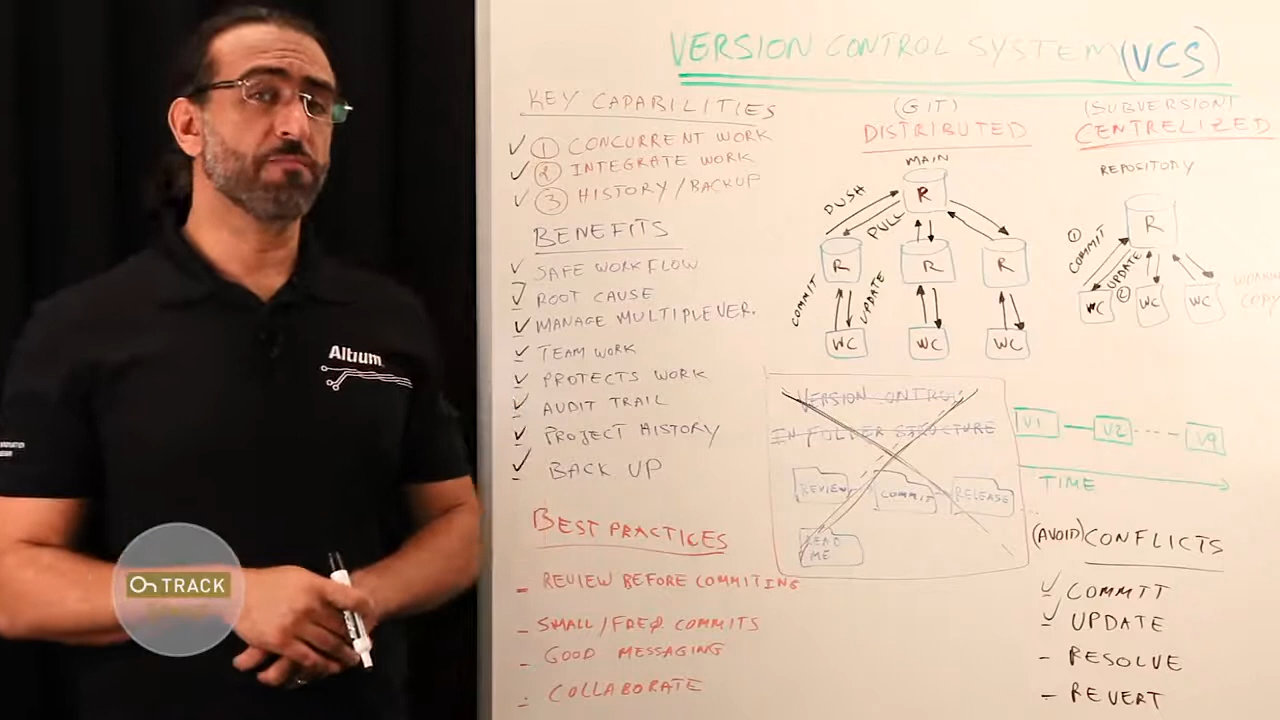 VERSION CONTROL SYSTEM (VCS)
KEY CAPABILITIES
✓ 1 CONCURRENT WORK
✓ 2 INTEGRATE WORK
✓ 3 HISTORY/BACKUP
BENEFITS
✓ SAFE WORKFLOW
✓ ROOT CAUSE
✓ MANAGE MULTIPLE VER.
✓ TEAM WORK
✓ PROTECTS WORK
✓ AUDIT TRAIL
✓ PROJECT HISTORY
✓ BACK UP
BEST PRACTICES
- REVIEW BEFORE COMMITING
- SMALL/FREQ COMMITS
- GOOD MESSAGING
- COLLABORATE
(GIT)
DISTRIBUTED
MAIN
R
PUSH
PULL
R R R
COMMIT
UPDATE
WC WC WC
(SUBVERSION)
CENTRELIZED
REPOSITORY
R
1 COMMIT
UPDATE 2
WC WC WC
COPY
VERSION ONTROL
IN FOLDER STRUCTURE
REVIEW COMMIT RELEASE
READ
ME
V1 V2 V9
TIME
(AVOID) CONFLICTS
✓ COMMIT
✓ UPDATE
- RESOLVE
- REVERT
Altium
On TRACK